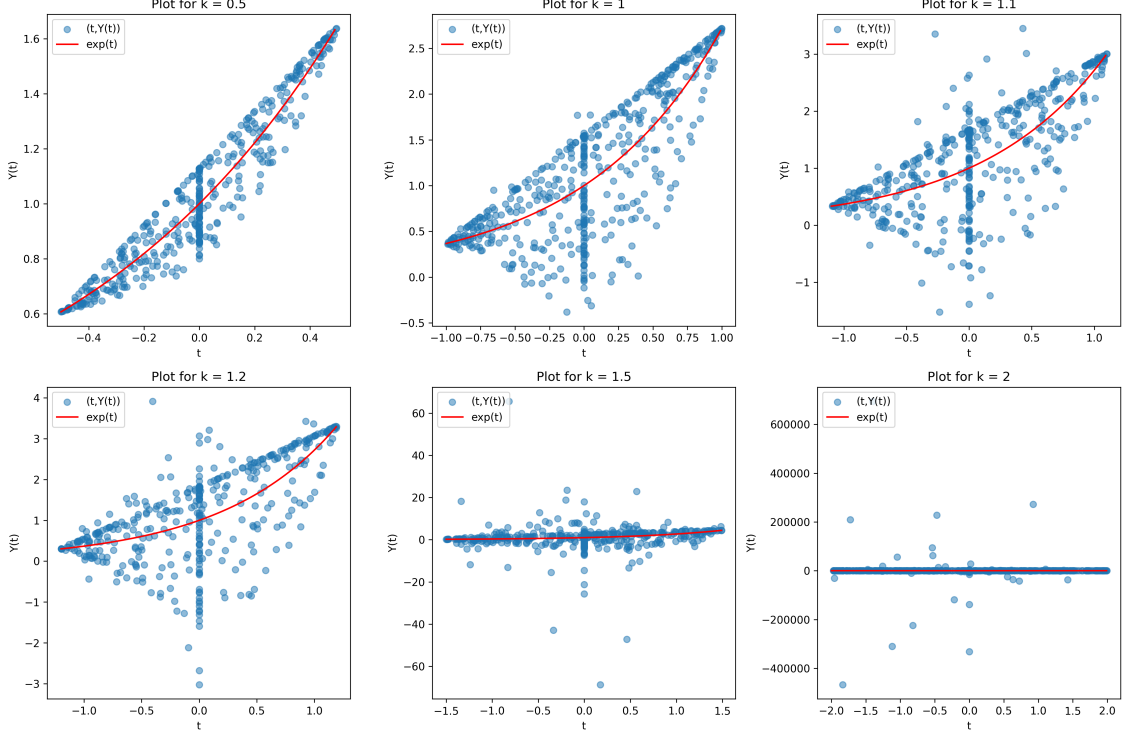 Plot for k = 0.5
(t,Y(t))
exp(t)
1.6
1.4
1.2
1.0
0.8
0.6
Y(t)
−0.4 −0.2 0.0 0.2 0.4
t
Plot for k = 1
(t,Y(t))
exp(t)
2.5
2.0
1.5
1.0
0.5
0.0
−0.5
Y(t)
−1.00 −0.75 −0.50 −0.25 0.00 0.25 0.50 0.75 1.00
t
Plot for k = 1.1
(t,Y(t))
exp(t)
3
2
1
0
−1
Y(t)
−1.0 −0.5 0.0 0.5 1.0
t
Plot for k = 1.2
(t,Y(t))
exp(t)
4
3
2
1
0
−1
−2
−3
Y(t)
−1.0 −0.5 0.0 0.5 1.0
t
Plot for k = 1.5
(t,Y(t))
exp(t)
60
40
20
0
−20
−40
−60
Y(t)
−1.5 −1.0 −0.5 0.0 0.5 1.0 1.5
t
Plot for k = 2
(t,Y(t))
exp(t)
600000
400000
200000
0
−200000
−400000
Y(t)
−2.0 −1.5 −1.0 −0.5 0.0 0.5 1.0 1.5 2.0
t